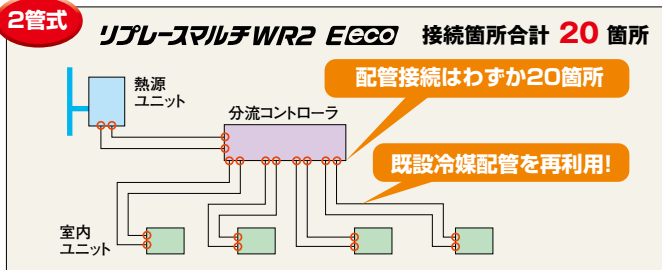 2管式
リプレースマルチWR2 Eeco 接続箇所合計 20 箇所
配管接続はわずか20箇所
熱源
ユニット
分流コントローラ
既設冷媒配管を再利用!
室内
ユニット